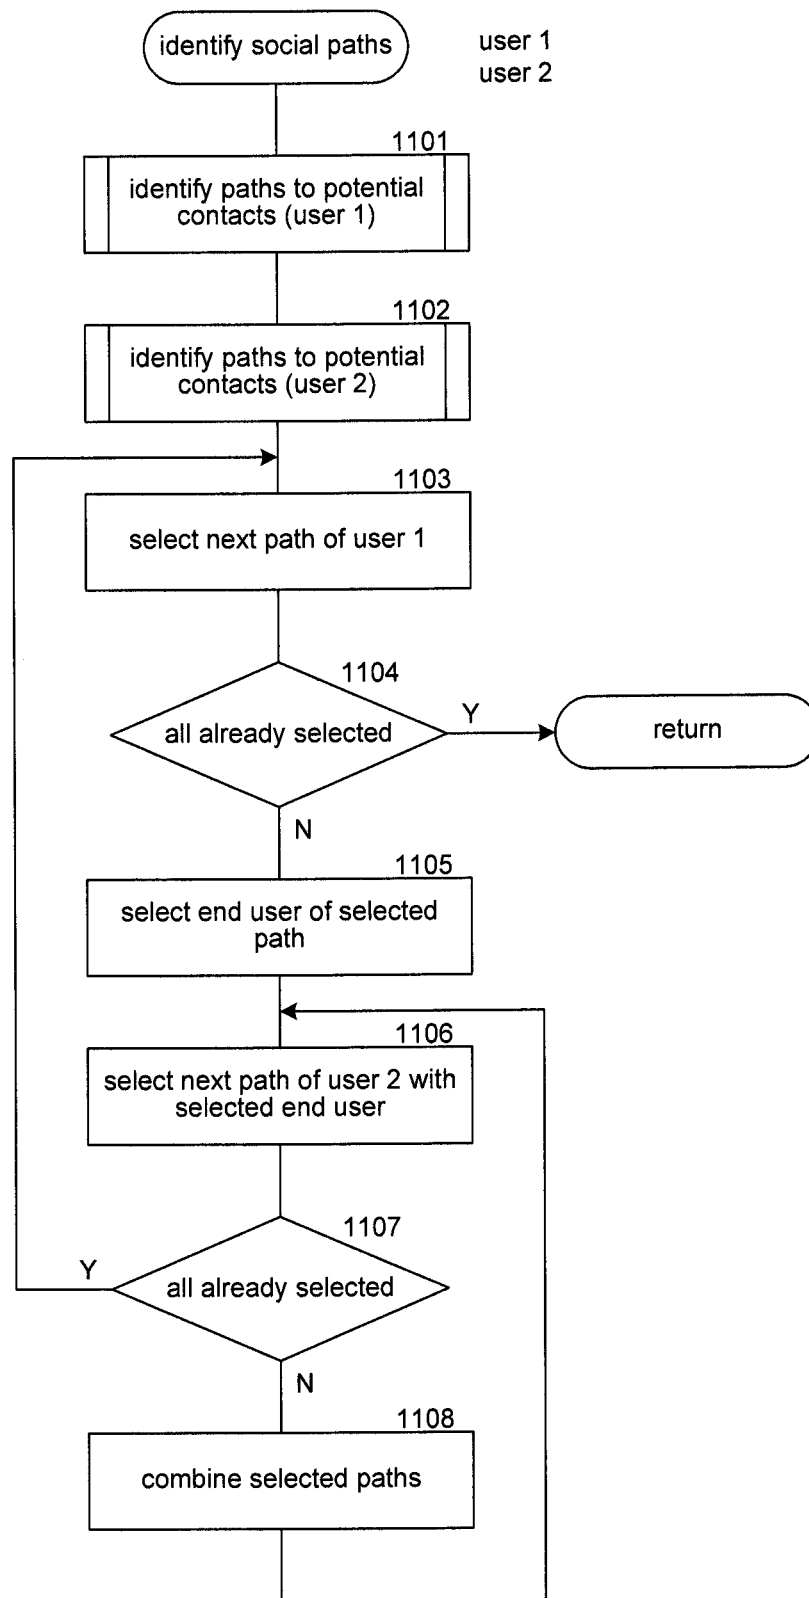 identify social paths
user 1
user 2
1101
identify paths to potential
contacts (user 1)
1102
identify paths to potential
contacts (user 2)
1103
select next path of user 1
1104
all already selected
Y
return
N
1105
select end user of selected
path
1106
select next path of user 2 with
selected end user
1107
Y
all already selected
N
1108
combine selected paths